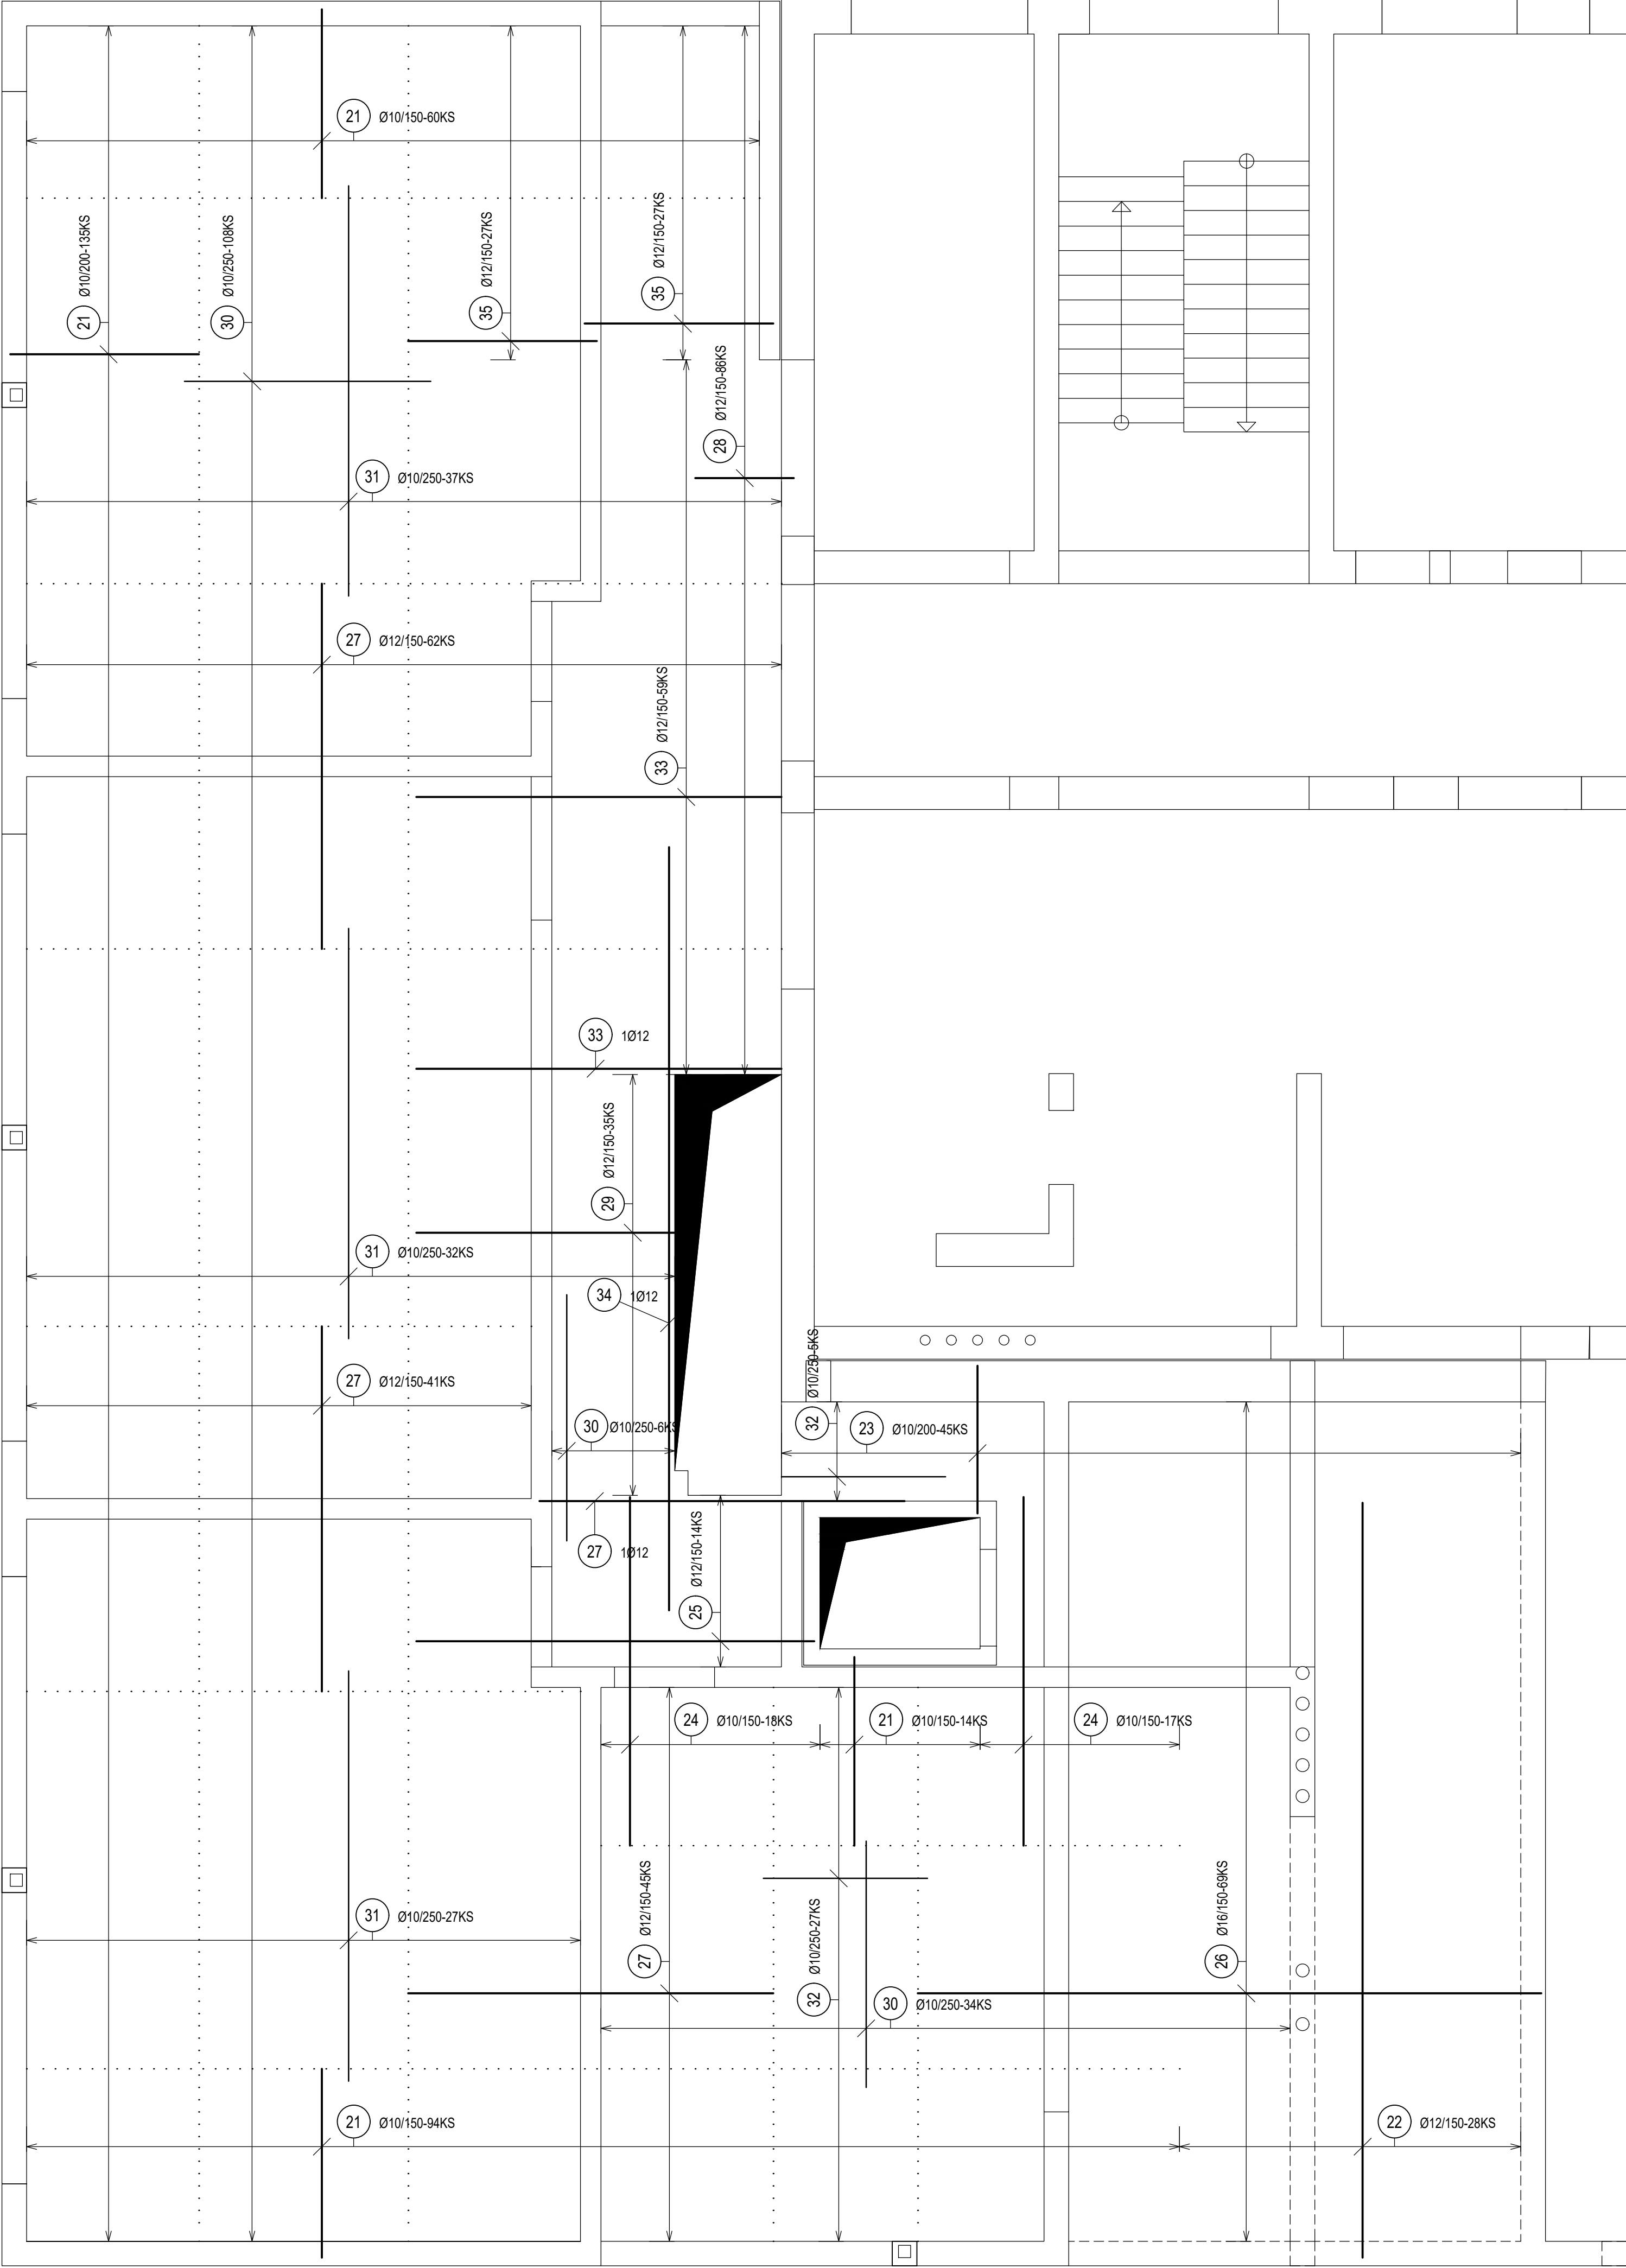 21 Ø10/150-60KS
21 Ø10/200-135KS
30 Ø10/250-108KS
35 Ø12/150-27KS
35 Ø12/150-27KS
28 Ø12/150-86KS
31 Ø10/250-37KS
27 Ø12/150-62KS
33 Ø12/150-59KS
33 1Ø12
29 Ø12/150-35KS
31 Ø10/250-32KS
34 1Ø12
27 Ø12/150-41KS
30 Ø10/250-6KS
32 Ø10/250-5KS
23 Ø10/200-45KS
27 1Ø12
25 Ø12/150-14KS
24 Ø10/150-18KS
21 Ø10/150-14KS
24 Ø10/150-17KS
31 Ø10/250-27KS
27 Ø12/150-45KS
32 Ø10/250-27KS
30 Ø10/250-34KS
26 Ø16/150-69KS
21 Ø10/150-94KS
22 Ø12/150-28KS